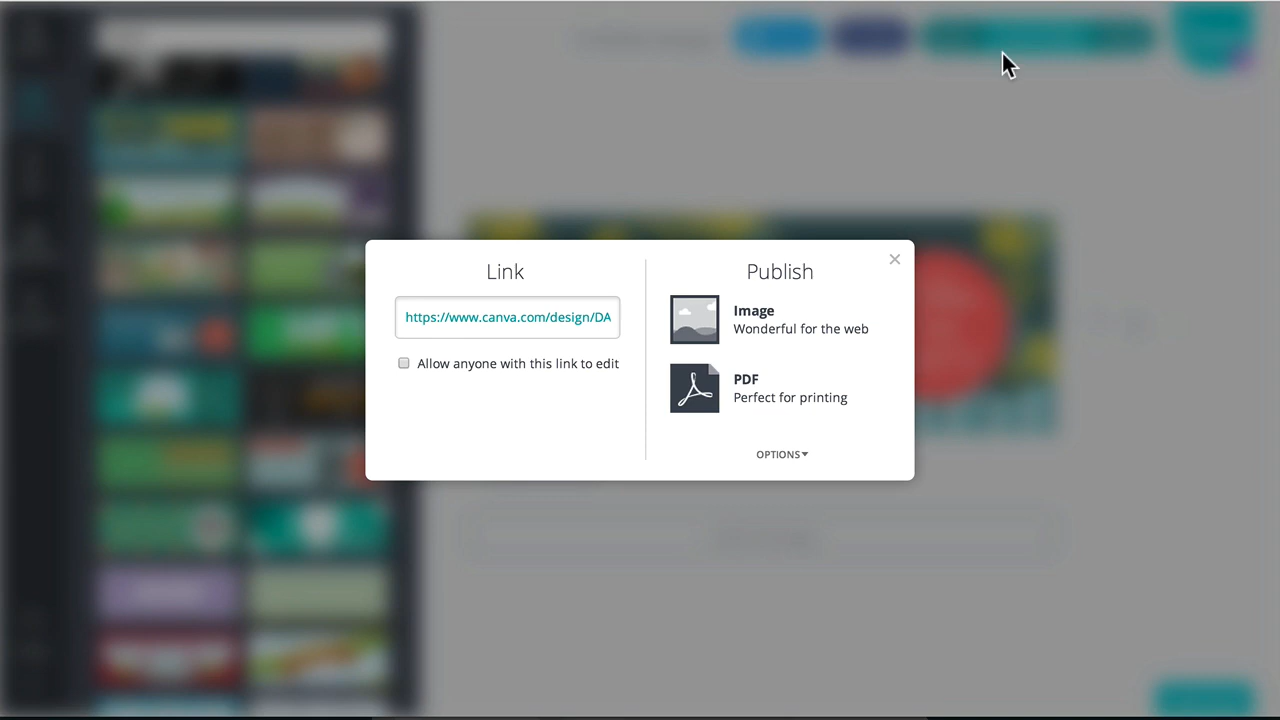 Link
https://www.canva.com/design/DA
Allow anyone with this link to edit
Publish
Image
Wonderful for the web
PDF
Perfect for printing
OPTIONS